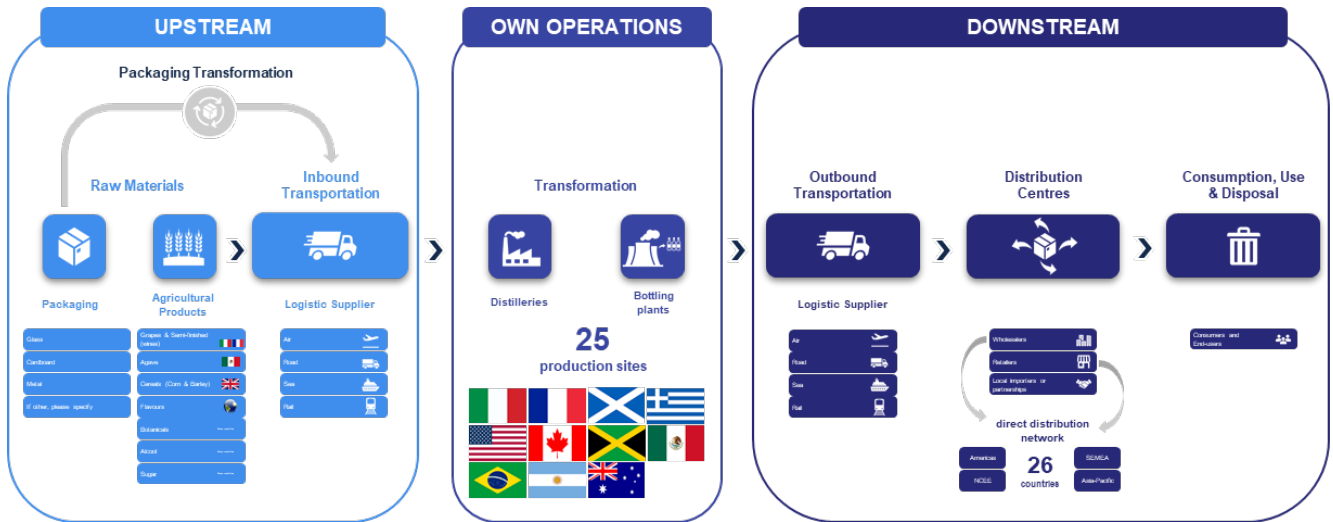 UPSTREAM
OWN OPERATIONS
DOWNSTREAM
Packaging Transformation
Raw Materials
Inbound
Transportation
Packaging
Agricultural
Products
Logistic Supplier
Glass
Cardboard
Metal
If other, please specify
Grapes & Semi-finished
(wines)
Agave
Cereals (Corn & Barley)
Flavours
Botanicals
Alcool
Sugar
Air
Road
Sea
Rail
Transformation
Distilleries
Bottling
plants
25
production sites
Outbound
Transportation
Distribution
Centres
Consumption, Use
& Disposal
Logistic Supplier
Air
Road
Sea
Rail
Wholesalers
Retailers
Local importers or
partnerships
direct distribution
network
Americas
NCEE
26
countries
SEMEA
Asia-Pacific
Consumers and
End-users